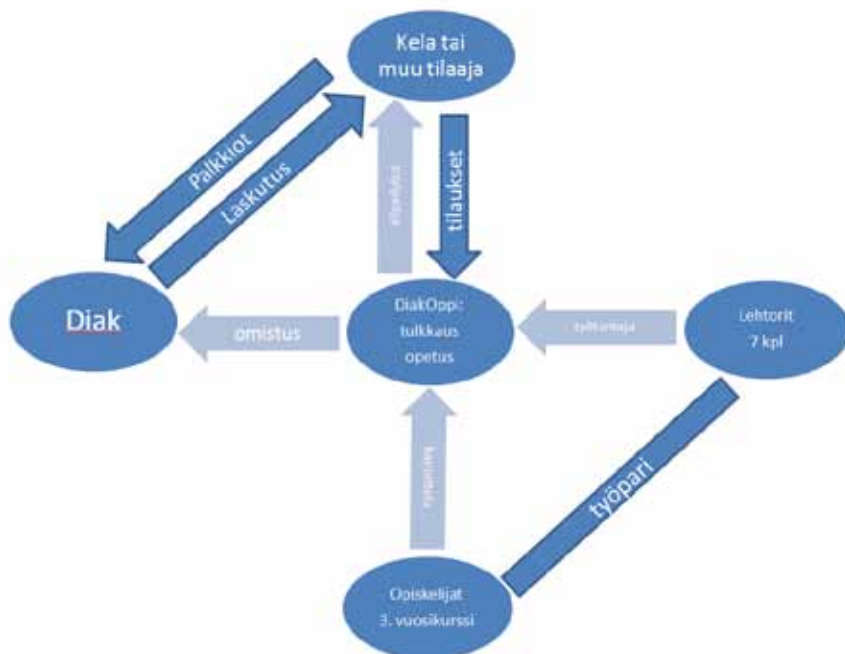 Kela tai
muu tilaaja
Palkkiot
Laskutus
tilaukset
Diak
omistus
DiakOppi:
tulkkaus
opetus
Lehtorit
7 kpl
työpari
Opiskelijat
3. vuosikurssi